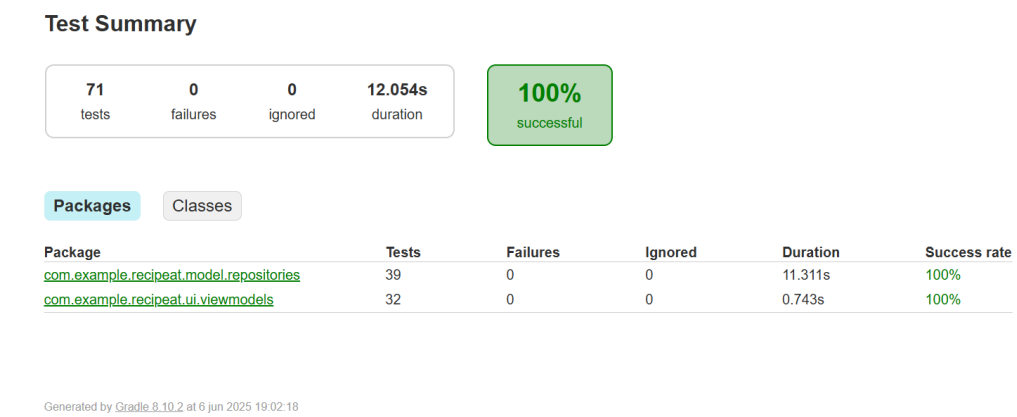 Test Summary
71 0 0 12.054s
tests failures ignored duration
100%
successful
Packages Classes
Package Tests Failures Ignored Duration Success rate
com.example.recipeat.model.repositories 39 0 0 11.311s 100%
com.example.recipeat.ui.viewmodels 32 0 0 0.743s 100%
Generated by Gradle 8.10.2 at 6 jun 2025 19:02:18